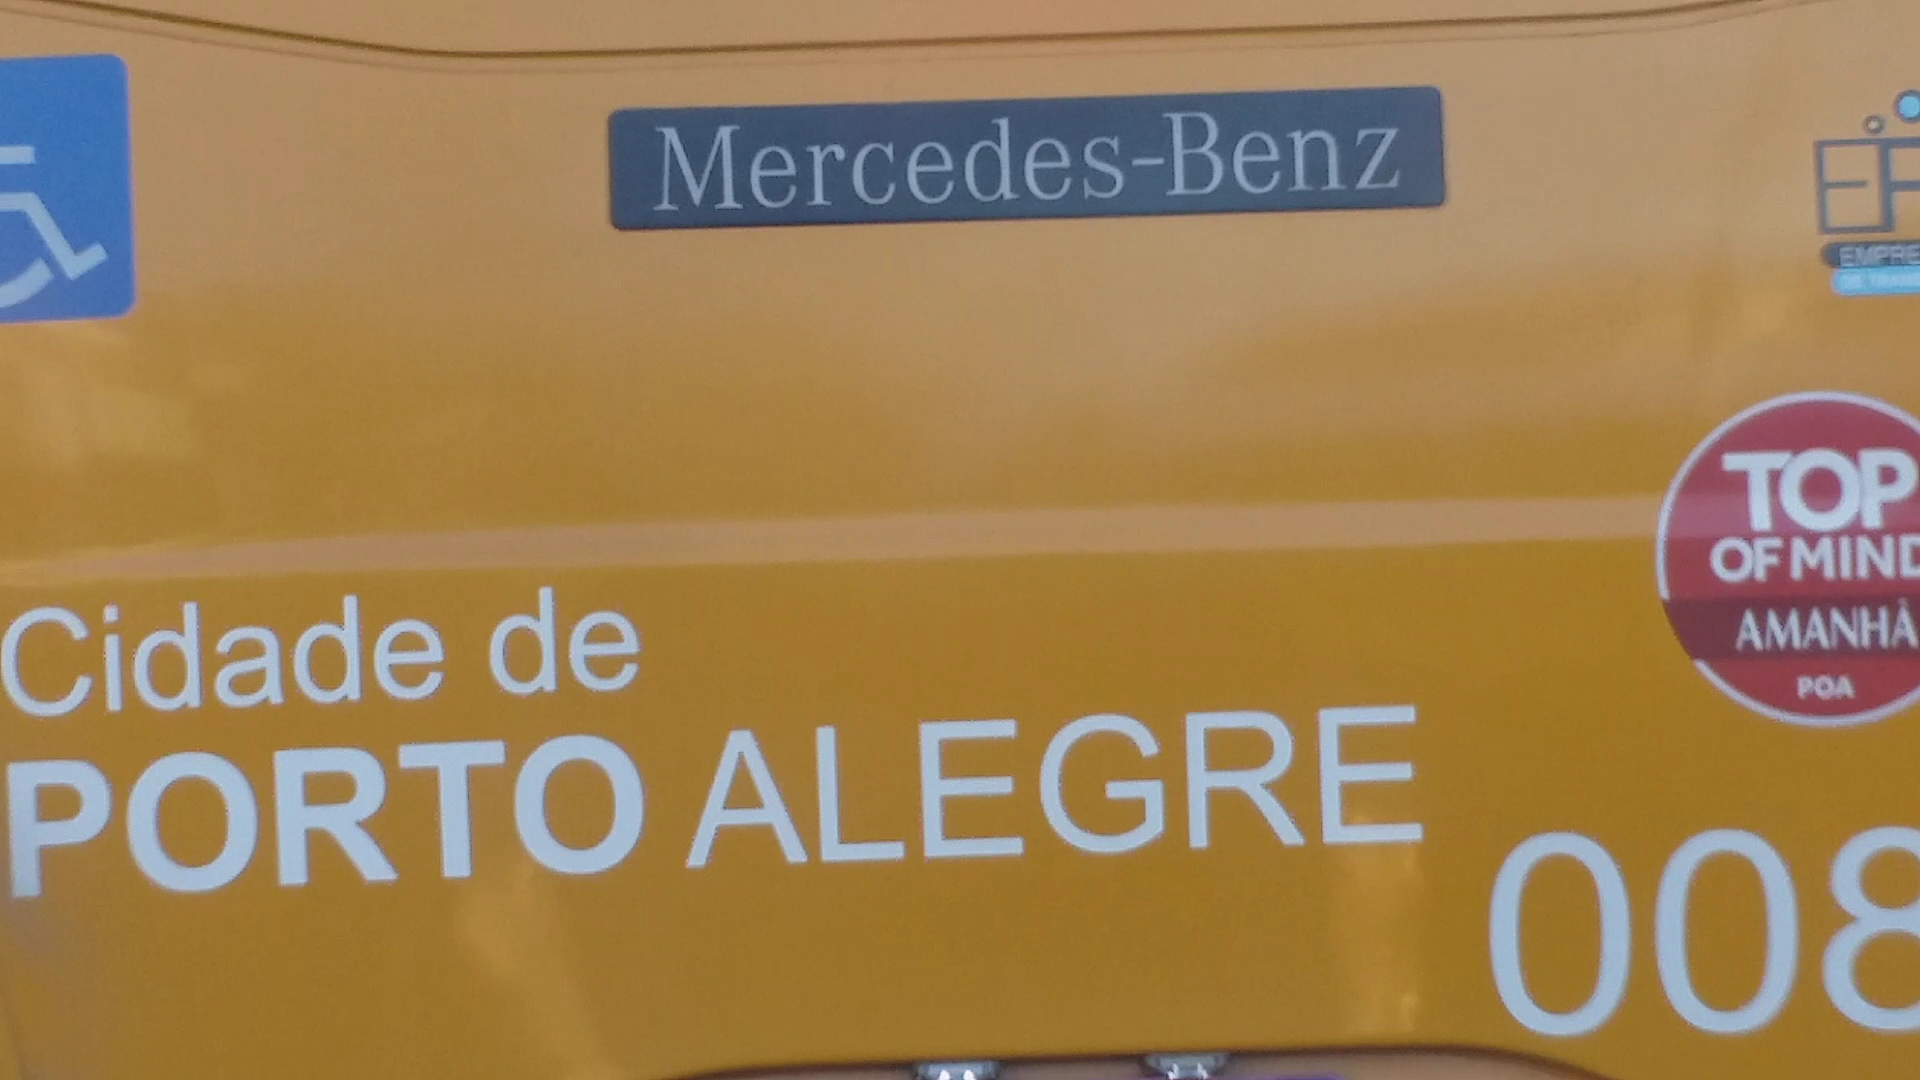 Mercedes-Benz
TOP
OF MIND
AMANHÃ
POA
Cidade de
PORTO ALEGRE
008